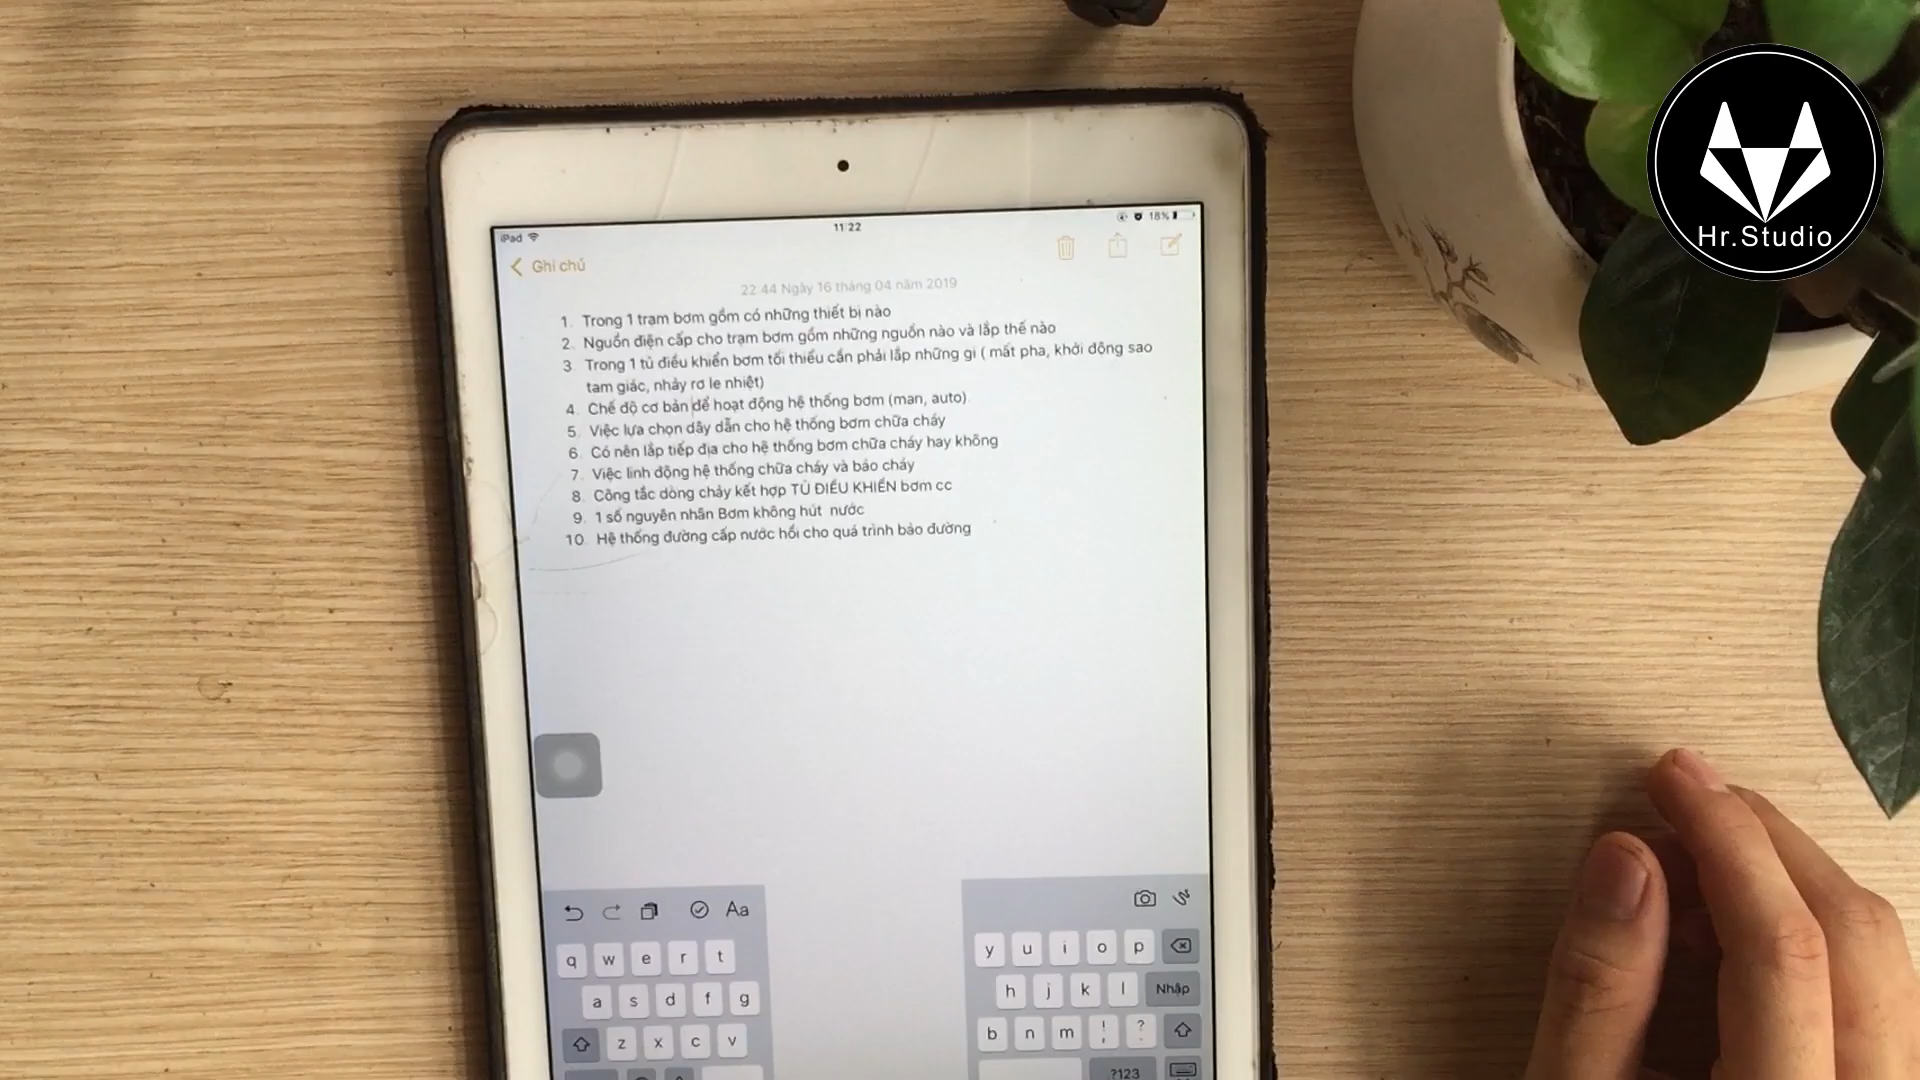 Hr.Studio
iPad
11:22
18%
Ghi chú
22:44 Ngày 16 tháng 04 năm 2019
1. Trong 1 trạm bơm gồm có những thiết bị nào
2. Nguồn điện cấp cho trạm bơm gồm những nguồn nào và lắp thế nào
3. Trong 1 tủ điều khiển bơm tối thiểu cần phải lắp những gi ( mất pha, khởi động sao
tam giác, nhảy rơ le nhiệt)
4. Chế độ cơ bản để hoạt động hệ thống bơm (man, auto)
5. Việc lựa chọn dây dẫn cho hệ thống bơm chữa cháy
6. Có nên lắp tiếp địa cho hệ thống bơm chữa cháy hay không
7. Việc linh động hệ thống chữa cháy và báo cháy
8. Công tắc dòng chảy kết hợp TỦ ĐIỀU KHIỂN bơm cc
9. 1 số nguyên nhân Bơm không hút nước
10. Hệ thống đường cấp nước hồi cho quá trình bảo dưỡng
Aa
q w e r t
y u i o p
a s d f g
h j k l Nhập
z x c v
b n m ! , ? .
?123